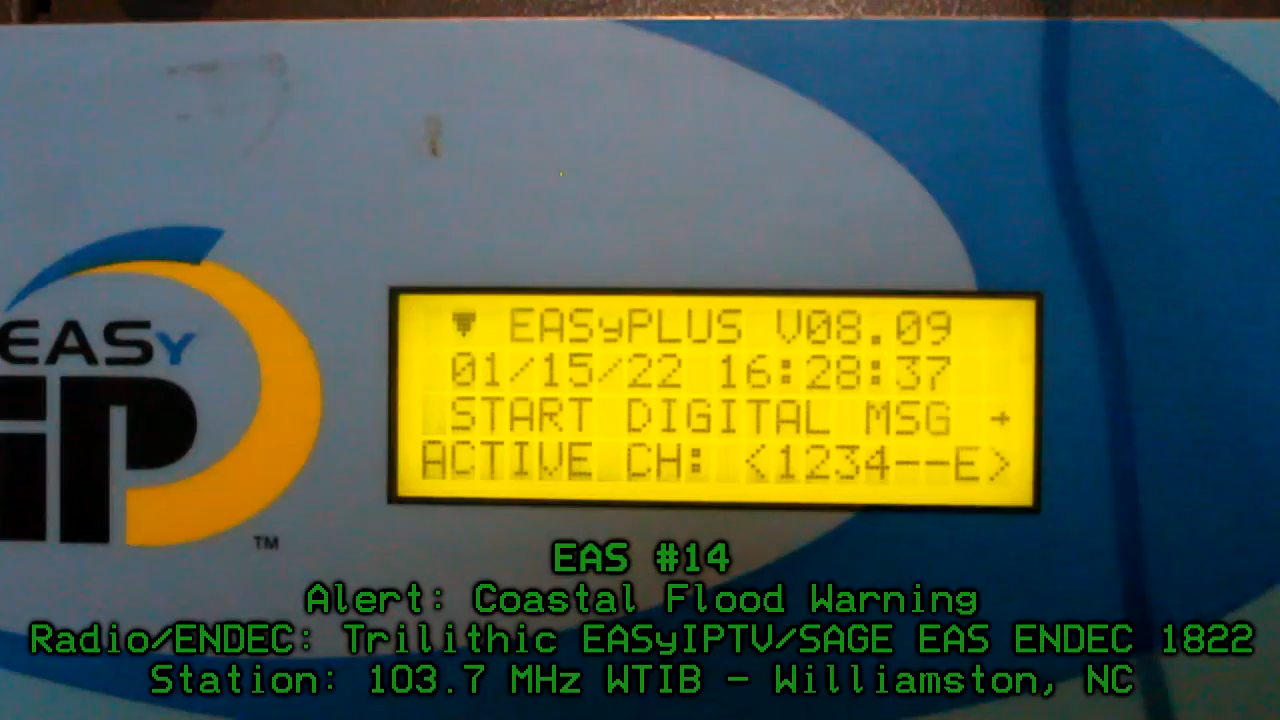 EASy
iP
TM
EASyPLUS V08.09
01/15/22 16:28:37
START DIGITAL MSG →
ACTIVE CH: <1234--E>
EAS #14
Alert: Coastal Flood Warning
Radio/ENDEC: Trilithic EASyIPTV/SAGE EAS ENDEC 1822
Station: 103.7 MHz WTIB - Williamston, NC